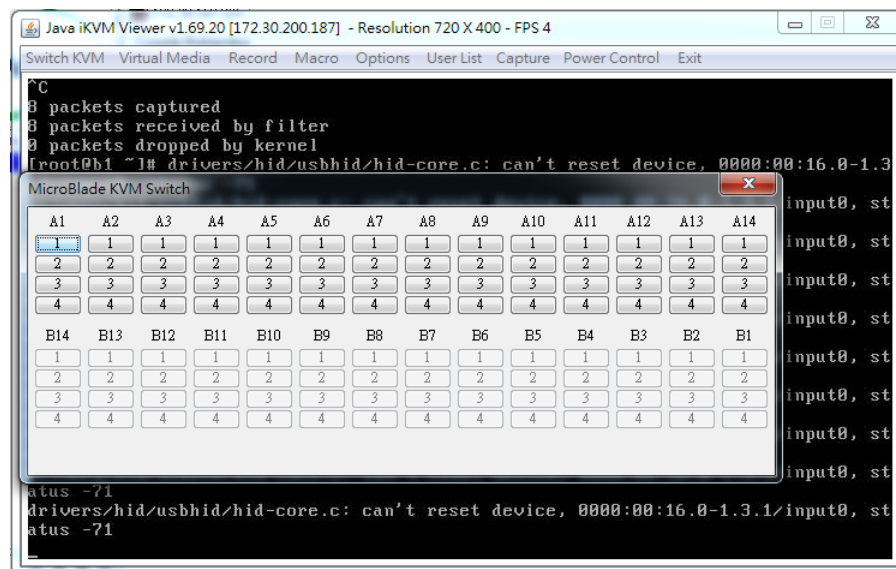 Java iKVM Viewer v1.69.20 [172.30.200.187] - Resolution 720 X 400 - FPS 4
Switch KVM Virtual Media Record Macro Options User List Capture Power Control Exit
^C
8 packets captured
8 packets received by filter
0 packets dropped by kernel
[root@b1 ~]# drivers/hid/usbhid/hid-core.c: can't reset device, 0000:00:16.0-1.3
MicroBlade KVM Switch
input0, st
A1 A2 A3 A4 A5 A6 A7 A8 A9 A10 A11 A12 A13 A14
1 1 1 1 1 1 1 1 1 1 1 1 1 1
input0, st
2 2 2 2 2 2 2 2 2 2 2 2 2 2
3 3 3 3 3 3 3 3 3 3 3 3 3 3
input0, st
4 4 4 4 4 4 4 4 4 4 4 4 4 4
input0, st
B14 B13 B12 B11 B10 B9 B8 B7 B6 B5 B4 B3 B2 B1
1 1 1 1 1 1 1 1 1 1 1 1 1 1
input0, st
2 2 2 2 2 2 2 2 2 2 2 2 2 2
3 3 3 3 3 3 3 3 3 3 3 3 3 3
input0, st
4 4 4 4 4 4 4 4 4 4 4 4 4 4
input0, st
input0, st
atus -71
drivers/hid/usbhid/hid-core.c: can't reset device, 0000:00:16.0-1.3.1/input0, st
atus -71